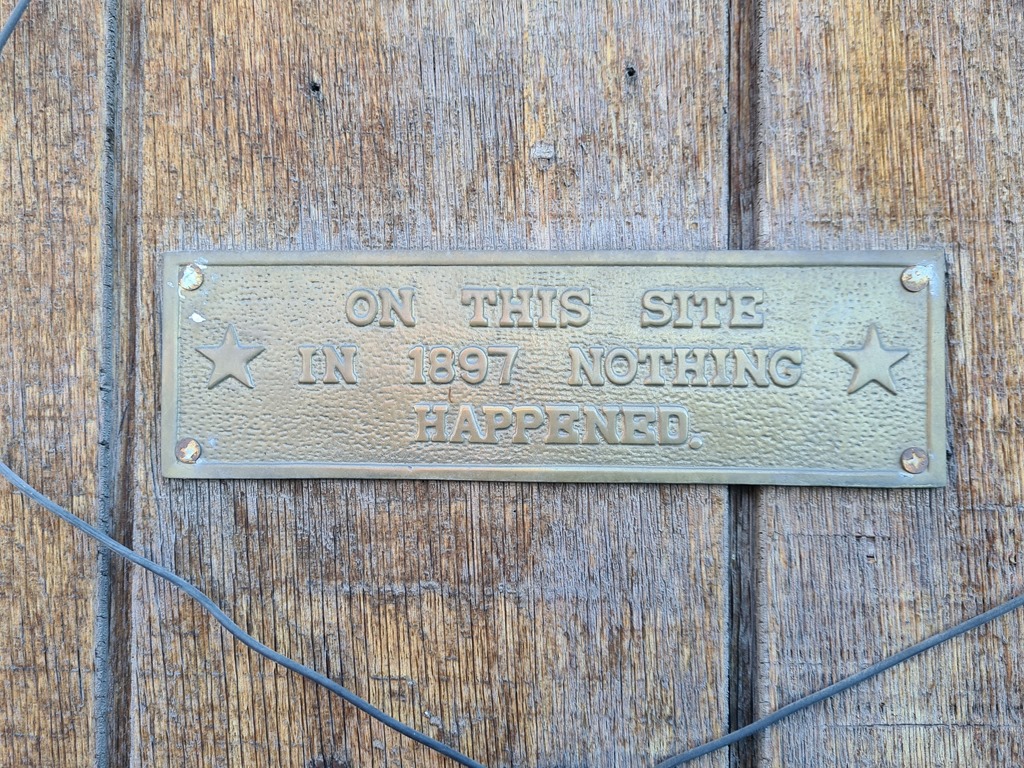 ON THIS SITE
IN 1897 NOTHING
HAPPENED.